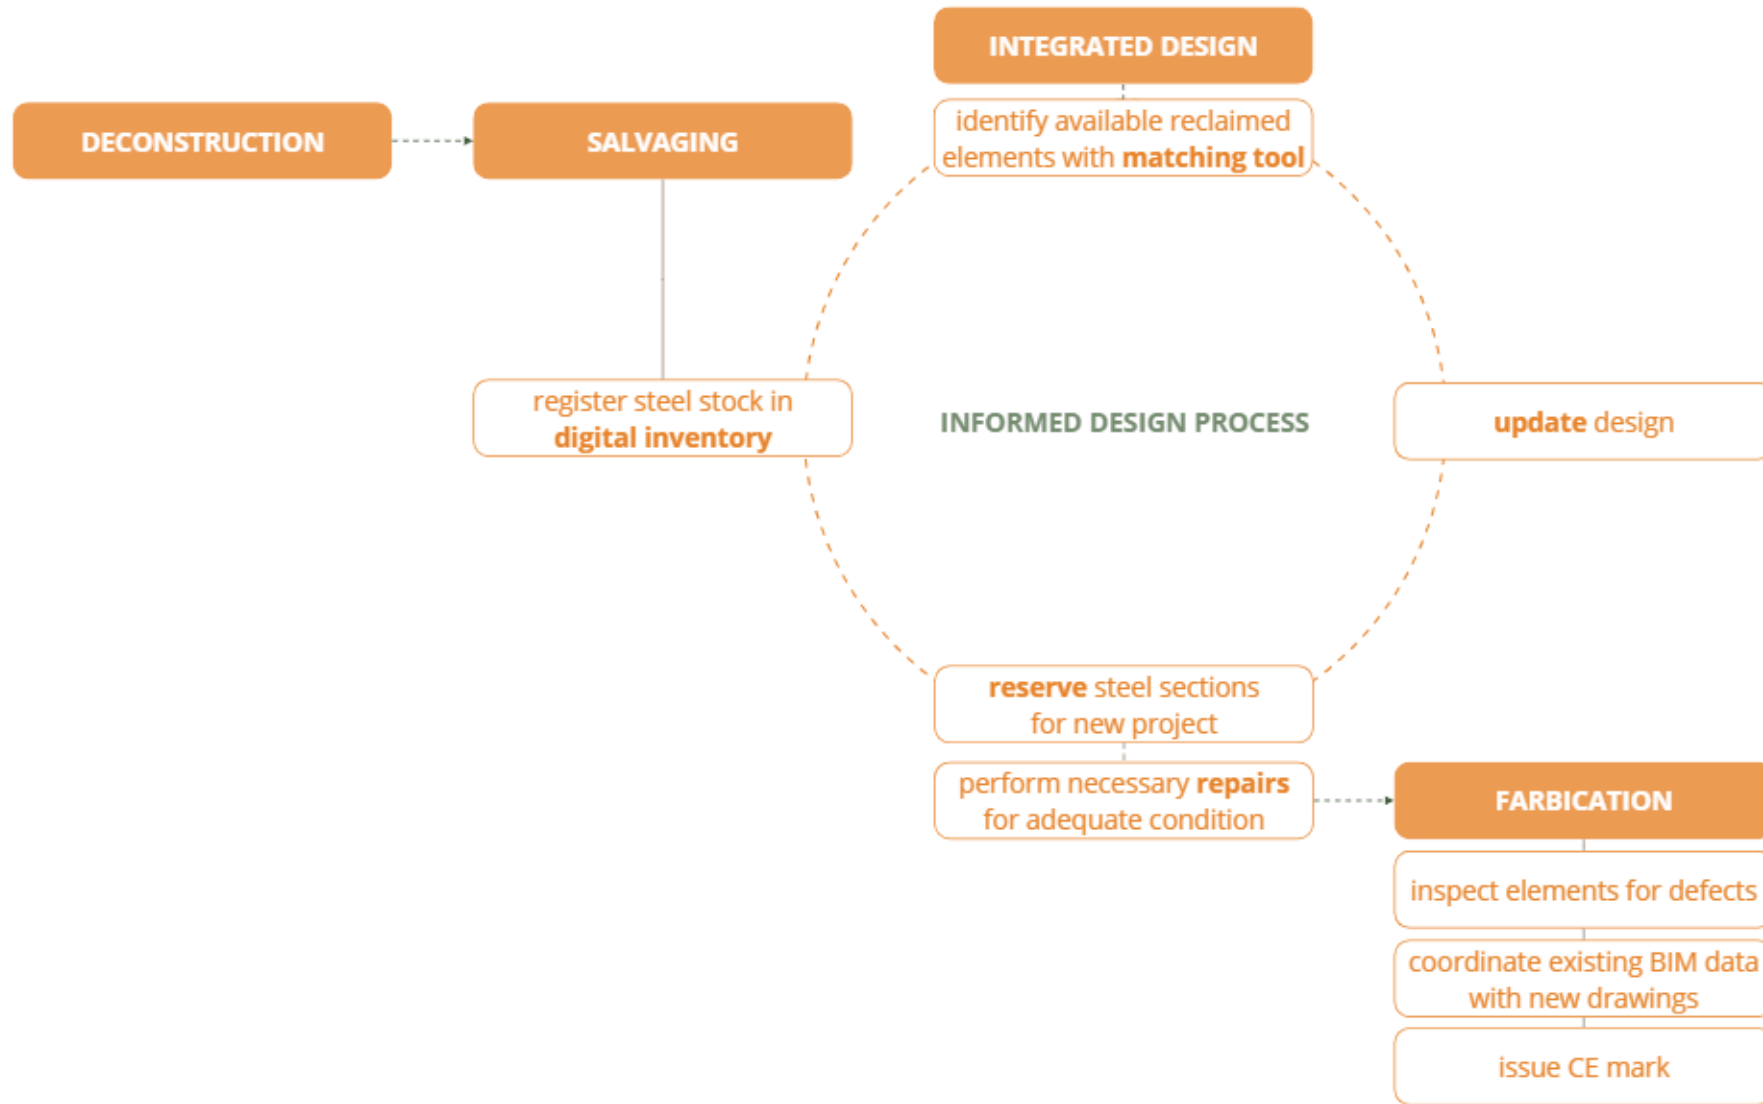 INTEGRATED DESIGN
identify available reclaimed
elements with matching tool
DECONSTRUCTION
SALVAGING
register steel stock in
digital inventory
INFORMED DESIGN PROCESS
update design
reserve steel sections
for new project
perform necessary repairs
for adequate condition
FARBICATION
inspect elements for defects
coordinate existing BIM data
with new drawings
issue CE mark